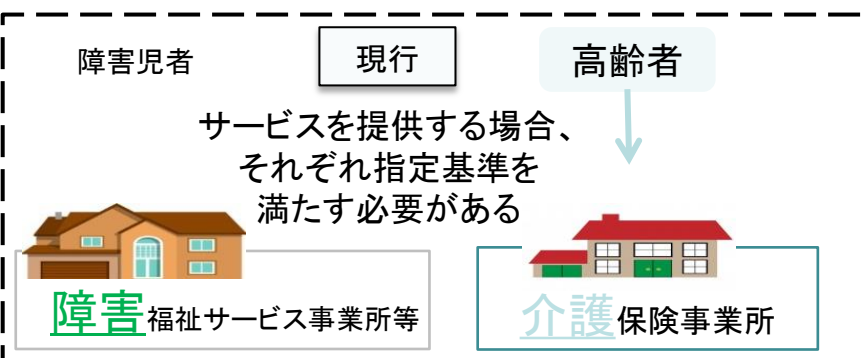 障害児者
現行
高齢者
サービスを提供する場合、
それぞれ指定基準を
満たす必要がある
障害福祉サービス事業所等
介護保険事業所